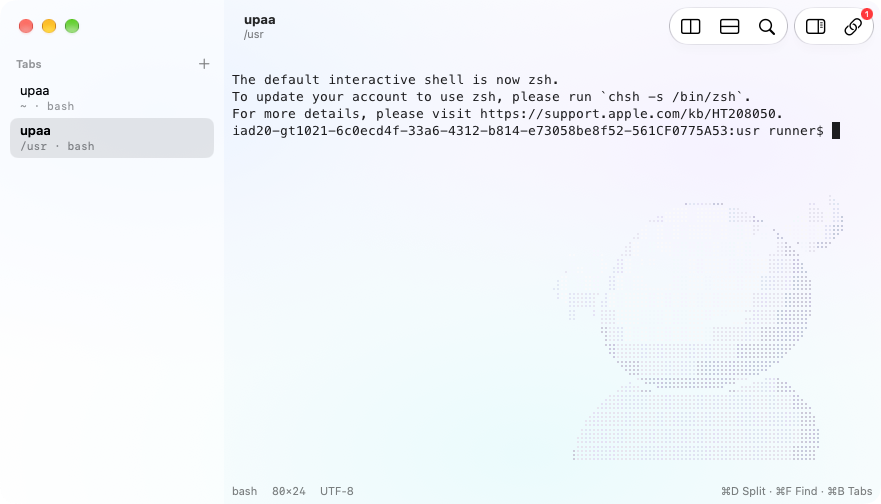 upaa
/usr
1
Tabs
upaa
~ · bash
upaa
/usr · bash
The default interactive shell is now zsh.
To update your account to use zsh, please run `chsh -s /bin/zsh`.
For more details, please visit https://support.apple.com/kb/HT208050.
iad20-gt1021-6c0ecd4f-33a6-4312-b814-e73058be8f52-561CF0775A53:usr runner$
bash 80×24 UTF-8
⌘D Split · ⌘F Find · ⌘B Tabs